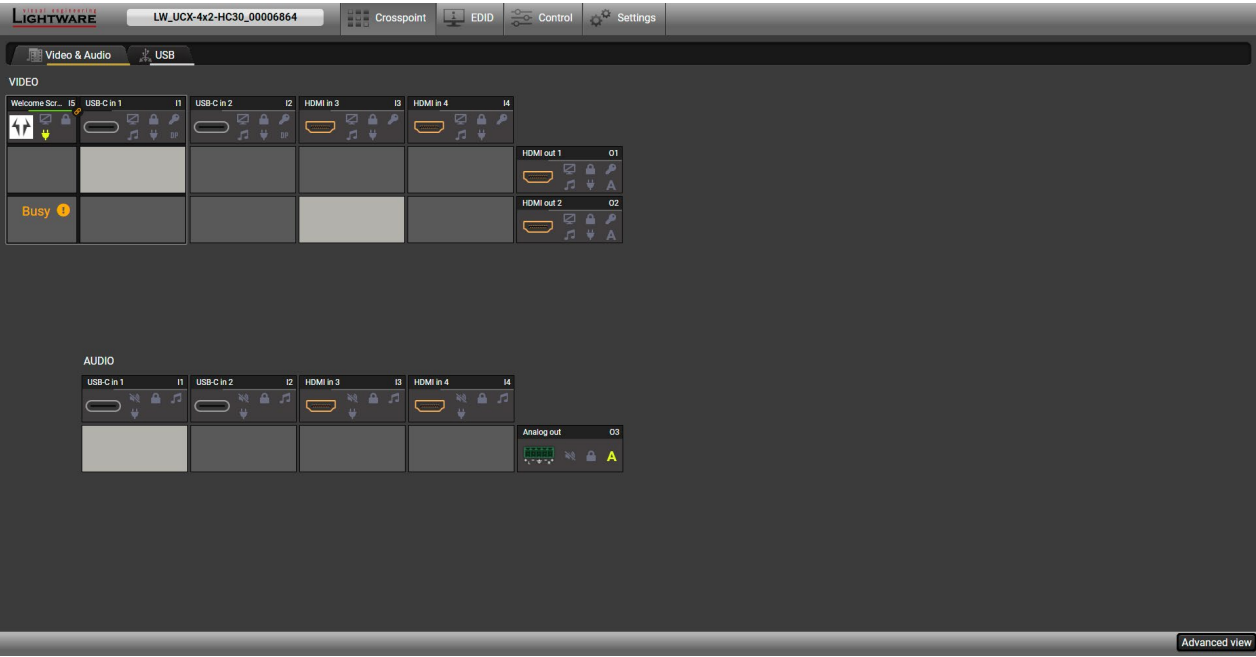 visual engineering
LIGHTWARE
LW_UCX-4x2-HC30_00006864
Crosspoint
EDID
Control
Settings
Video & Audio
USB
VIDEO
Welcome Scr... I5
USB-C in 1 I1
USB-C in 2 I2
HDMI in 3 I3
HDMI in 4 I4
DP
DP
HDMI out 1 O1
A
Busy
HDMI out 2 O2
A
AUDIO
USB-C in 1 I1
USB-C in 2 I2
HDMI in 3 I3
HDMI in 4 I4
Analog out O3
A
Advanced view